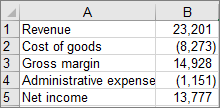 A B
1 Revenue 23,201
2 Cost of goods (8,273)
3 Gross margin 14,928
4 Administrative expense (1,151)
5 Net income 13,777